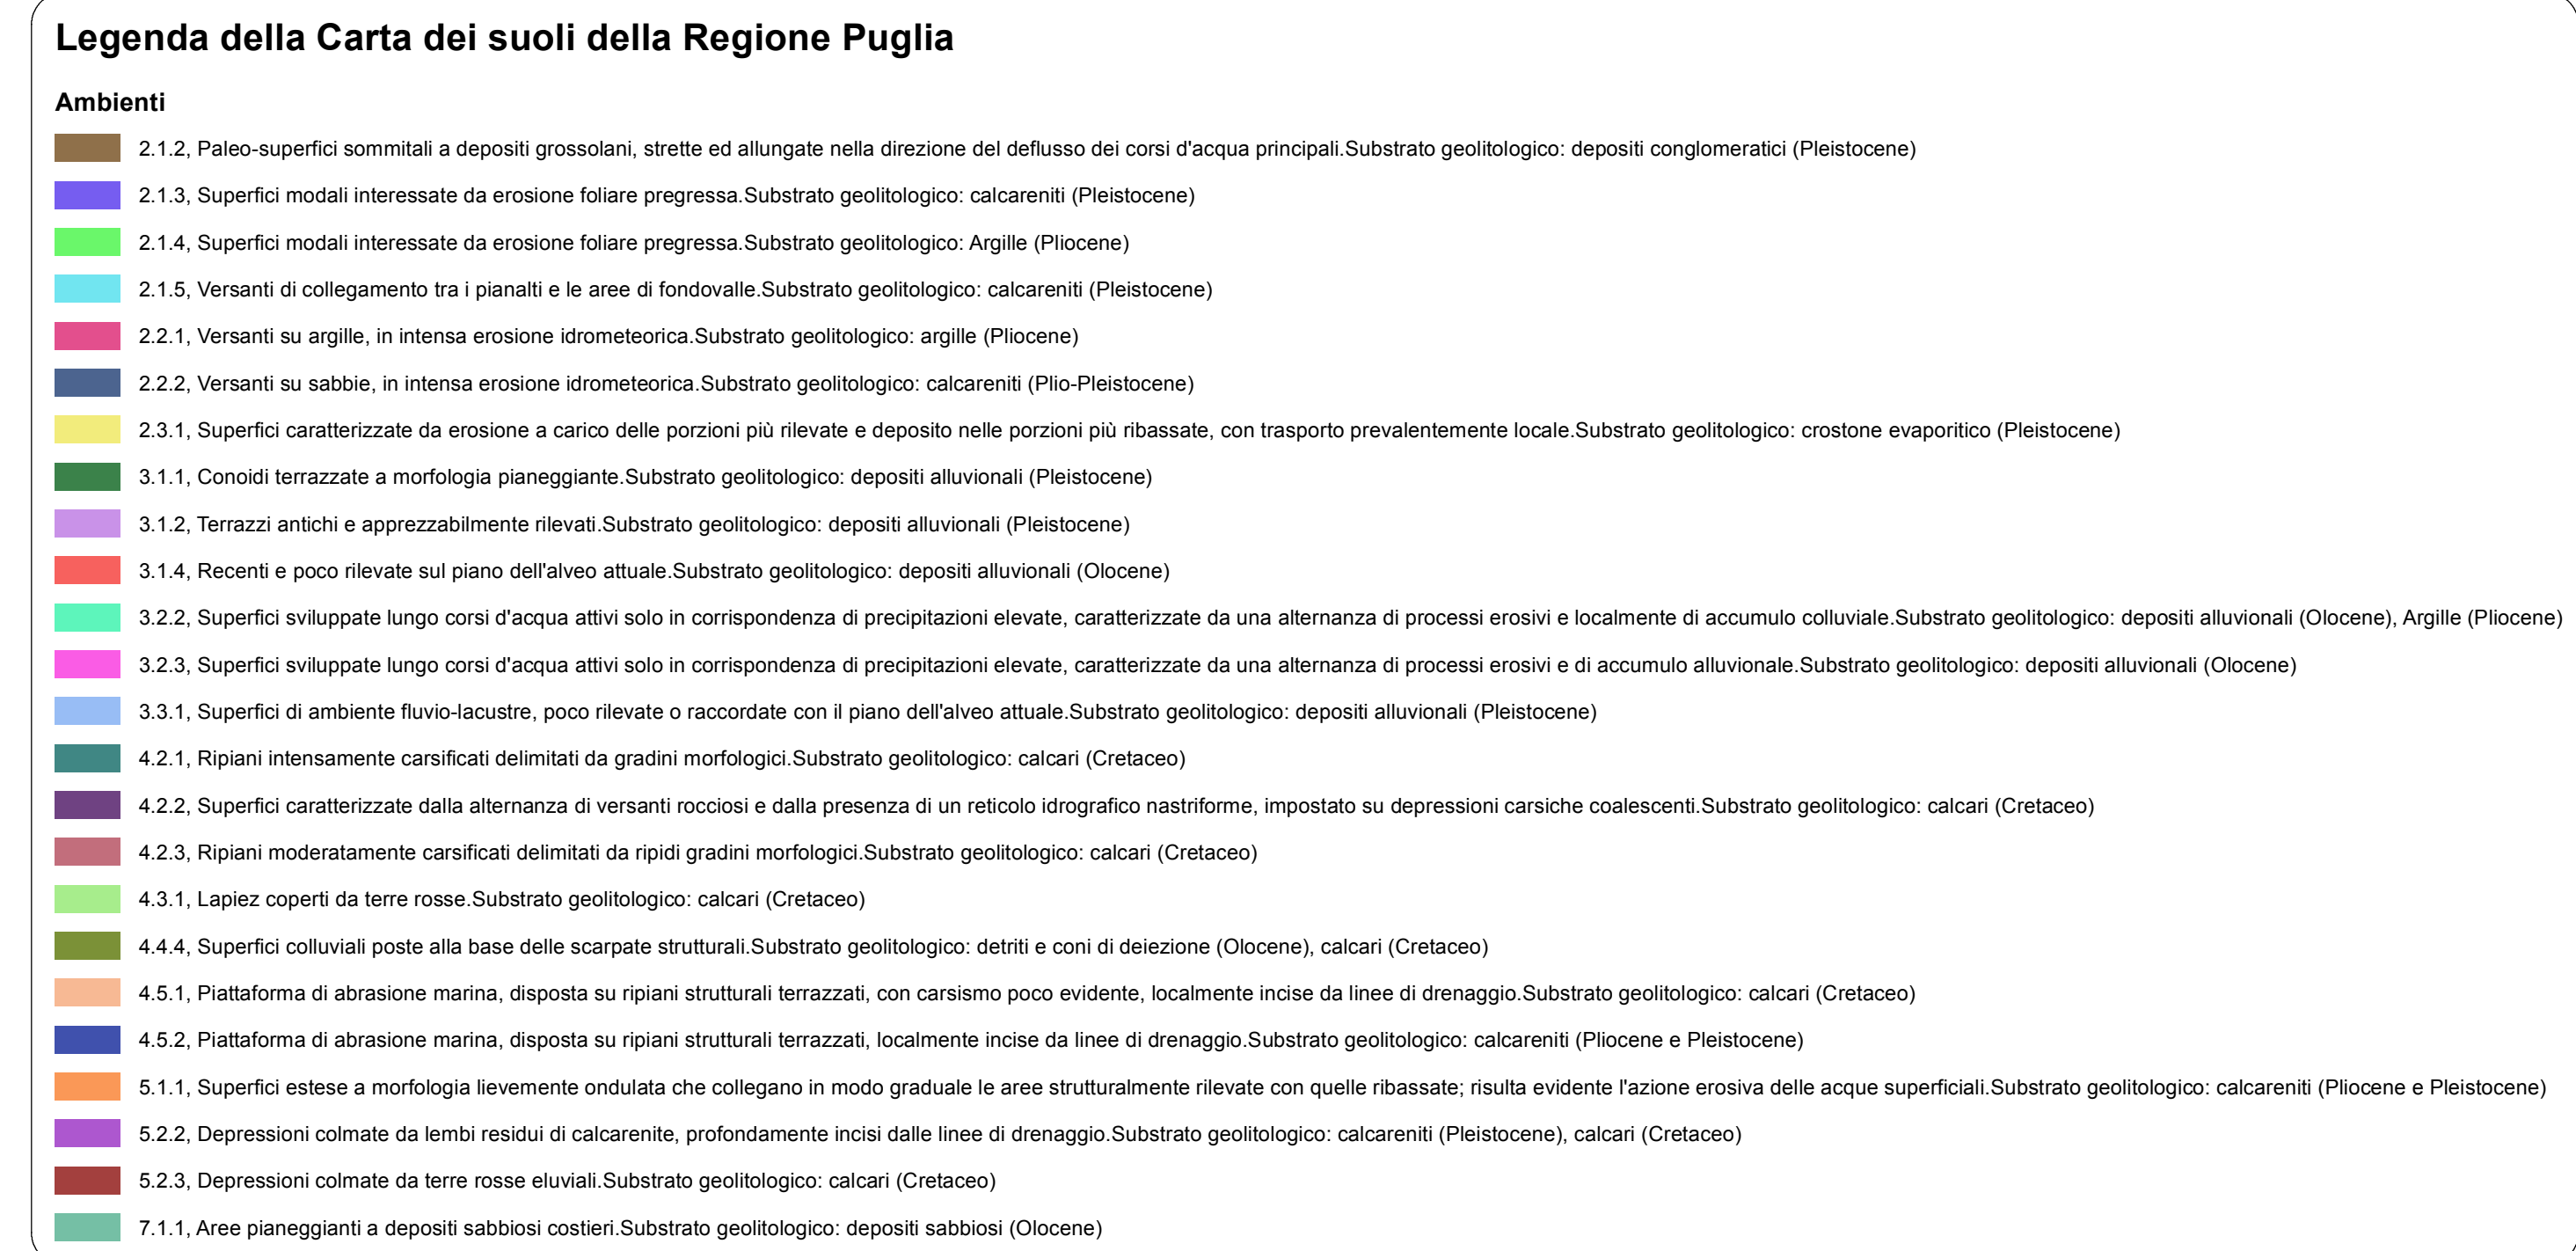 Legenda della Carta dei suoli della Regione Puglia
Ambienti
2.1.2, Paleo-superfici sommitali a depositi grossolani, strette ed allungate nella direzione del deflusso dei corsi d'acqua principali.Substrato geolitologico: depositi conglomeratici (Pleistocene)
2.1.3, Superfici modali interessate da erosione foliare pregressa.Substrato geolitologico: calcareniti (Pleistocene)
2.1.4, Superfici modali interessate da erosione foliare pregressa.Substrato geolitologico: Argille (Pliocene)
2.1.5, Versanti di collegamento tra i pianalti e le aree di fondovalle.Substrato geolitologico: calcareniti (Pleistocene)
2.2.1, Versanti su argille, in intensa erosione idrometeorica.Substrato geolitologico: argille (Pliocene)
2.2.2, Versanti su sabbie, in intensa erosione idrometeorica.Substrato geolitologico: calcareniti (Plio-Pleistocene)
2.3.1, Superfici caratterizzate da erosione a carico delle porzioni più rilevate e deposito nelle porzioni più ribassate, con trasporto prevalentemente locale.Substrato geolitologico: crostone evaporitico (Pleistocene)
3.1.1, Conoidi terrazzate a morfologia pianeggiante.Substrato geolitologico: depositi alluvionali (Pleistocene)
3.1.2, Terrazzi antichi e apprezzabilmente rilevati.Substrato geolitologico: depositi alluvionali (Pleistocene)
3.1.4, Recenti e poco rilevate sul piano dell'alveo attuale.Substrato geolitologico: depositi alluvionali (Olocene)
3.2.2, Superfici sviluppate lungo corsi d'acqua attivi solo in corrispondenza di precipitazioni elevate, caratterizzate da una alternanza di processi erosivi e localmente di accumulo colluviale.Substrato geolitologico: depositi alluvionali (Olocene), Argille (Pliocene)
3.2.3, Superfici sviluppate lungo corsi d'acqua attivi solo in corrispondenza di precipitazioni elevate, caratterizzate da una alternanza di processi erosivi e di accumulo alluvionale.Substrato geolitologico: depositi alluvionali (Olocene)
3.3.1, Superfici di ambiente fluvio-lacustre, poco rilevate o raccordate con il piano dell'alveo attuale.Substrato geolitologico: depositi alluvionali (Pleistocene)
4.2.1, Ripiani intensamente carsificati delimitati da gradini morfologici.Substrato geolitologico: calcari (Cretaceo)
4.2.2, Superfici caratterizzate dalla alternanza di versanti rocciosi e dalla presenza di un reticolo idrografico nastriforme, impostato su depressioni carsiche coalescenti.Substrato geolitologico: calcari (Cretaceo)
4.2.3, Ripiani moderatamente carsificati delimitati da ripidi gradini morfologici.Substrato geolitologico: calcari (Cretaceo)
4.3.1, Lapiez coperti da terre rosse.Substrato geolitologico: calcari (Cretaceo)
4.4.4, Superfici colluviali poste alla base delle scarpate strutturali.Substrato geolitologico: detriti e coni di deiezione (Olocene), calcari (Cretaceo)
4.5.1, Piattaforma di abrasione marina, disposta su ripiani strutturali terrazzati, con carsismo poco evidente, localmente incise da linee di drenaggio.Substrato geolitologico: calcari (Cretaceo)
4.5.2, Piattaforma di abrasione marina, disposta su ripiani strutturali terrazzati, localmente incise da linee di drenaggio.Substrato geolitologico: calcareniti (Pliocene e Pleistocene)
5.1.1, Superfici estese a morfologia lievemente ondulata che collegano in modo graduale le aree strutturalmente rilevate con quelle ribassate; risulta evidente l'azione erosiva delle acque superficiali.Substrato geolitologico: calcareniti (Pliocene e Pleistocene)
5.2.2, Depressioni colmate da lembi residui di calcarenite, profondamente incisi dalle linee di drenaggio.Substrato geolitologico: calcareniti (Pleistocene), calcari (Cretaceo)
5.2.3, Depressioni colmate da terre rosse eluviali.Substrato geolitologico: calcari (Cretaceo)
7.1.1, Aree pianeggianti a depositi sabbiosi costieri.Substrato geolitologico: depositi sabbiosi (Olocene)